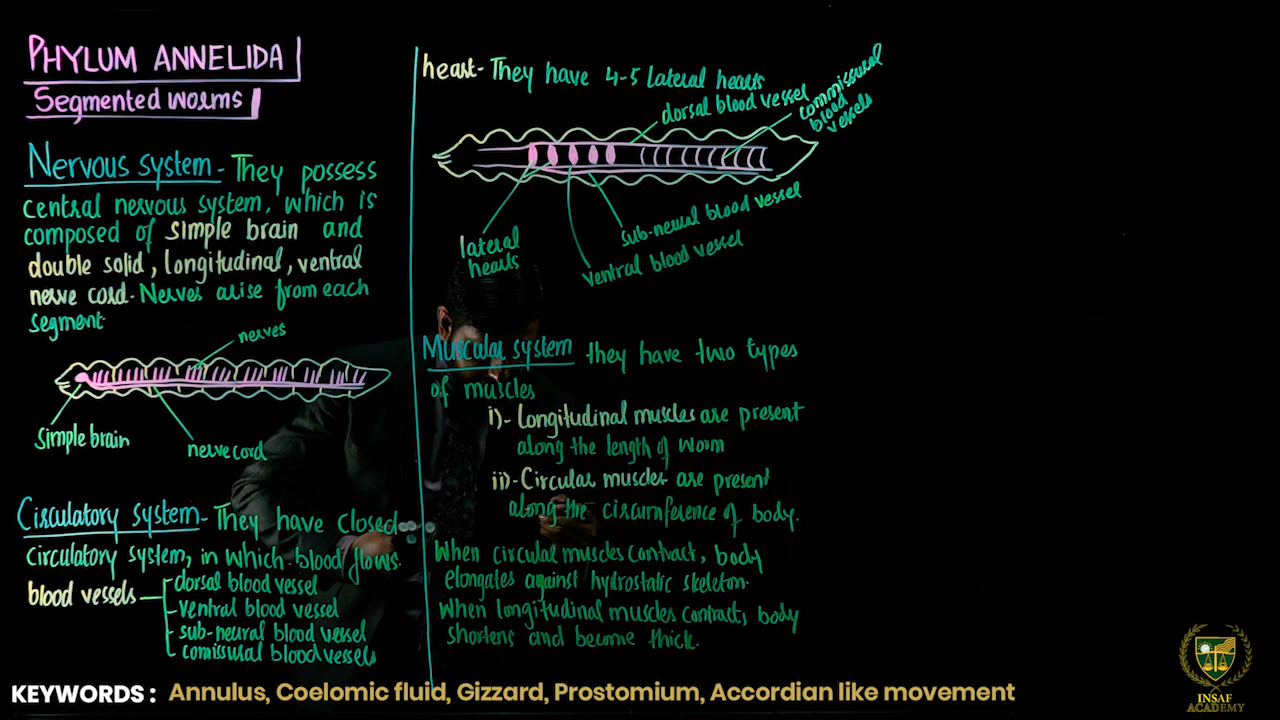 PHYLUM ANNELIDA
Segmented worms
Nervous system - They possess
central nervous system, which is
composed of simple brain and
double solid, longitudinal, ventral
nerve cord. Nerves arise from each
segment.
nerves
simple brain
nerve cord
Circulatory system - They have closed
circulatory system, in which blood flows.
blood vessels
dorsal blood vessel
ventral blood vessel
sub-neural blood vessel
comissural blood vessels
heart - They have 4-5 lateral hearts
dorsal blood vessel
commissural
blood
vessels
lateral
hearts
sub-neural blood vessel
ventral blood vessel
Muscular system they have two types
of muscles
i)- Longitudinal muscles are present
along the length of worm
ii)- Circular muscles are present
along the circumference of body.
When circular muscles contract, body
elongates against hydrostatic skeleton.
When longitudinal muscles contracts, body
shortens and become thick.
KEYWORDS : Annulus, Coelomic fluid, Gizzard, Prostomium, Accordian like movement
INSAF
ACADEMY